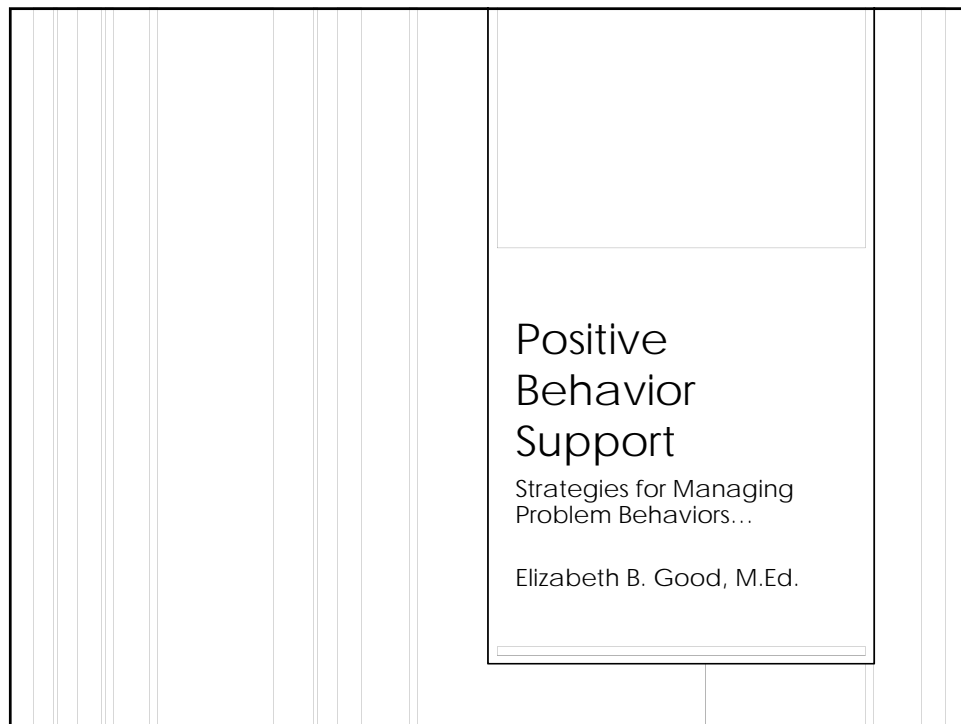 Positive
Behavior
Support
Strategies for Managing
Problem Behaviors…
Elizabeth B. Good, M.Ed.